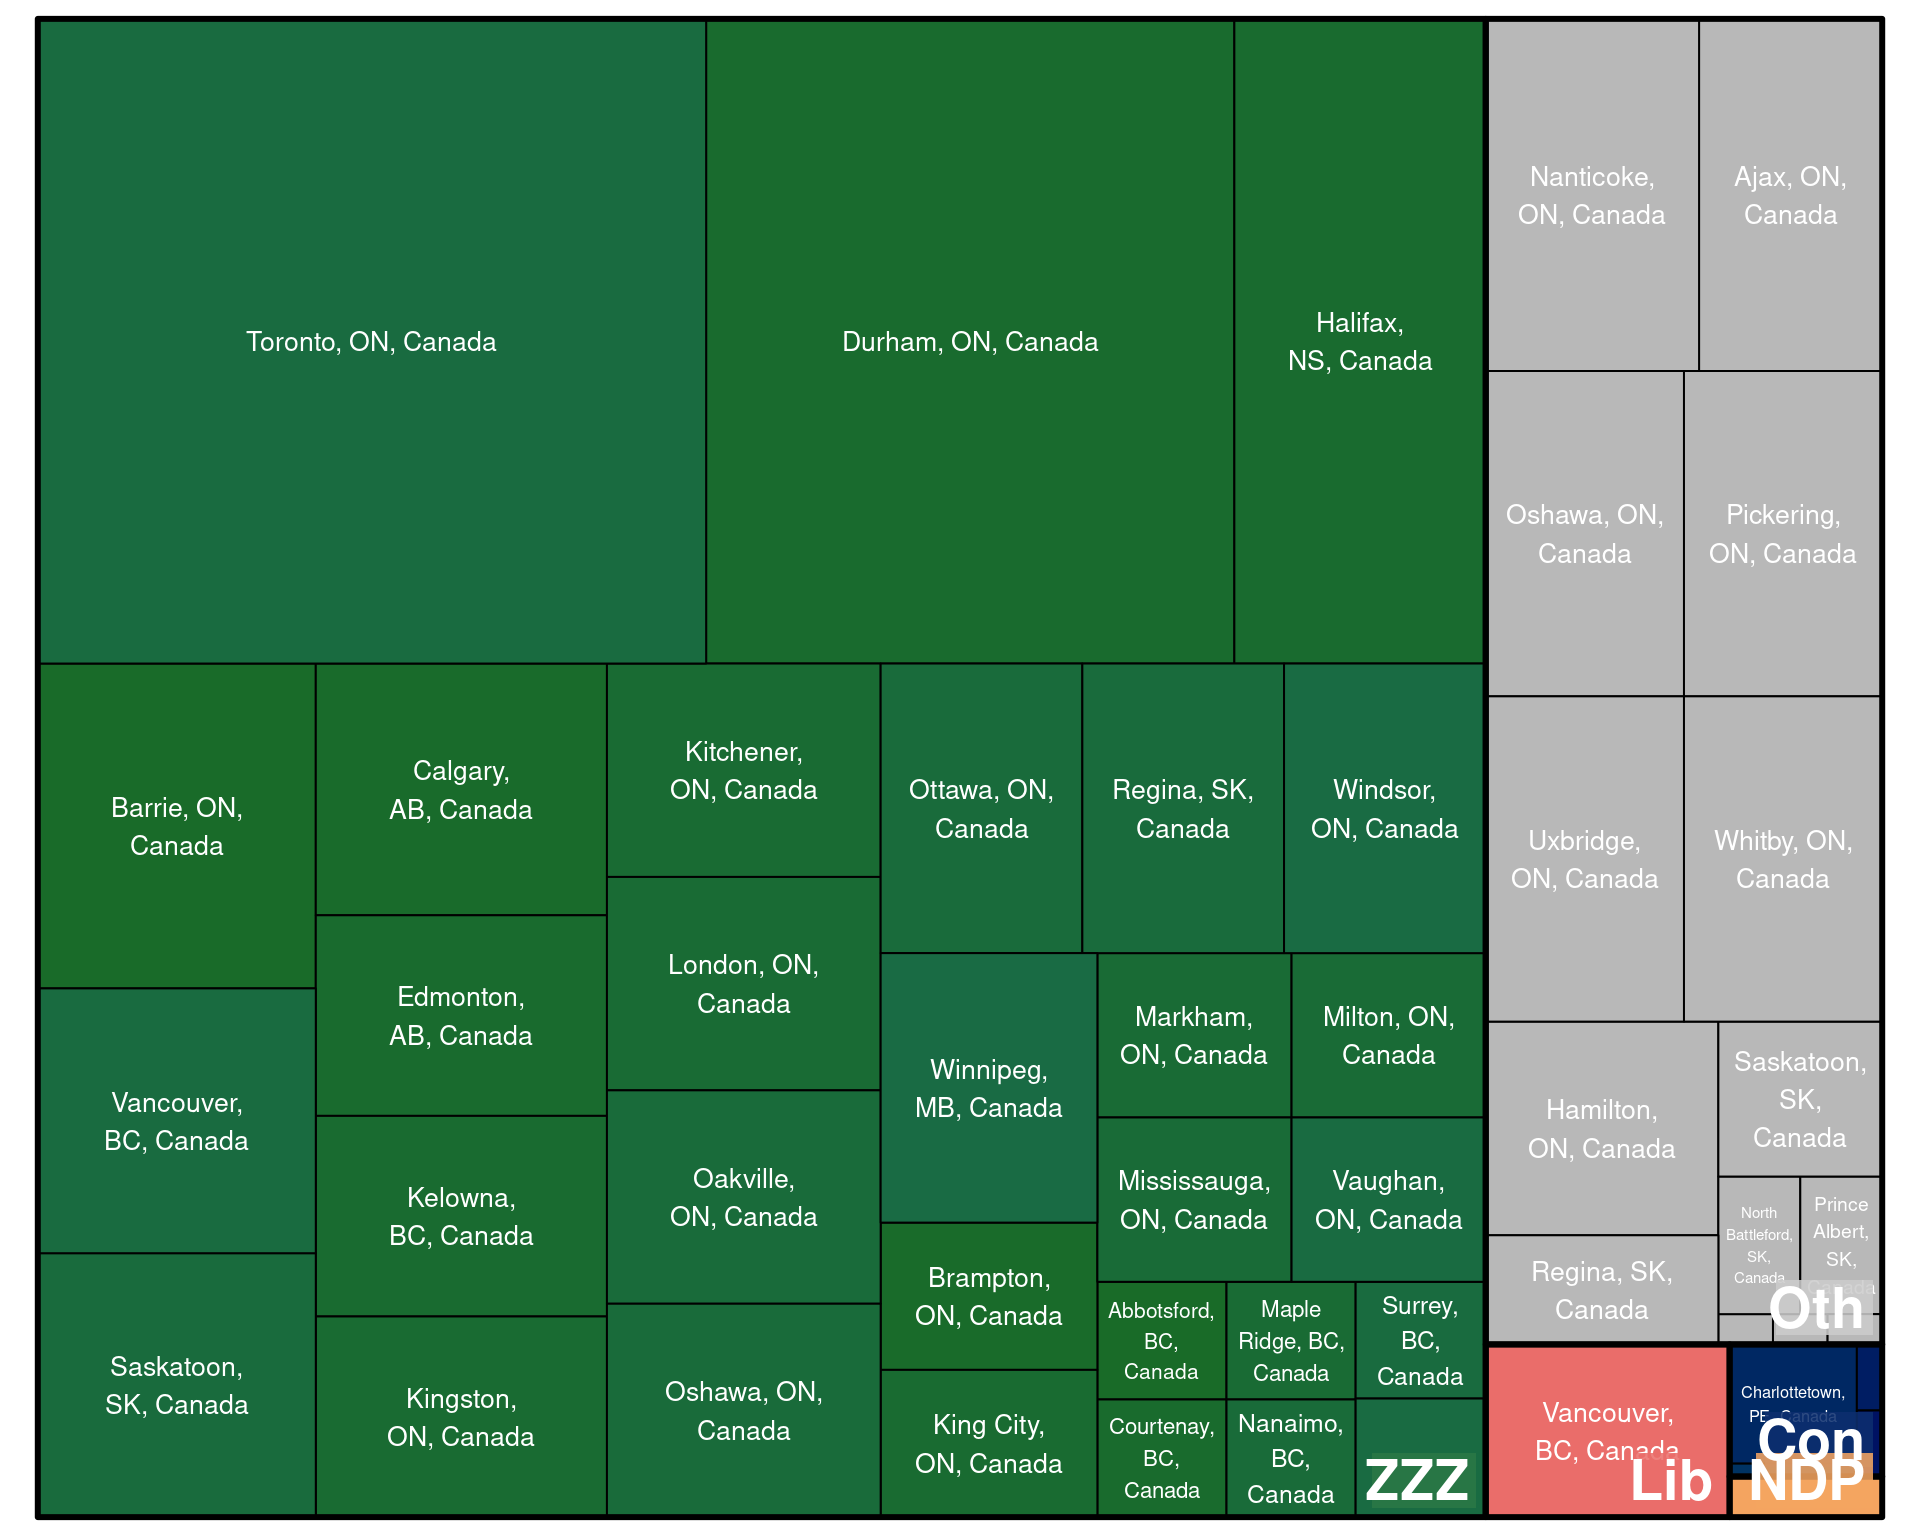 Toronto, ON, Canada
Durham, ON, Canada
Halifax,
NS, Canada
Nanticoke,
ON, Canada
Ajax, ON,
Canada
Oshawa, ON,
Canada
Pickering,
ON, Canada
Barrie, ON,
Canada
Calgary,
AB, Canada
Kitchener,
ON, Canada
Ottawa, ON,
Canada
Regina, SK,
Canada
Windsor,
ON, Canada
Uxbridge,
ON, Canada
Whitby, ON,
Canada
Edmonton,
AB, Canada
London, ON,
Canada
Vancouver,
BC, Canada
Winnipeg,
MB, Canada
Markham,
ON, Canada
Milton, ON,
Canada
Hamilton,
ON, Canada
Saskatoon,
SK,
Canada
Kelowna,
BC, Canada
Oakville,
ON, Canada
Mississauga,
ON, Canada
Vaughan,
ON, Canada
North
Battleford,
SK,
Canada
Prince
Albert,
SK,
Canada
Regina, SK,
Canada
Oth
Saskatoon,
SK, Canada
Kingston,
ON, Canada
Oshawa, ON,
Canada
Brampton,
ON, Canada
King City,
ON, Canada
Abbotsford,
BC,
Canada
Maple
Ridge, BC,
Canada
Surrey,
BC,
Canada
Courtenay,
BC,
Canada
Nanaimo,
BC,
Canada
ZZZ
Vancouver,
BC, Canada
Lib
Charlottetown,
PE, Canada
Con
NDP